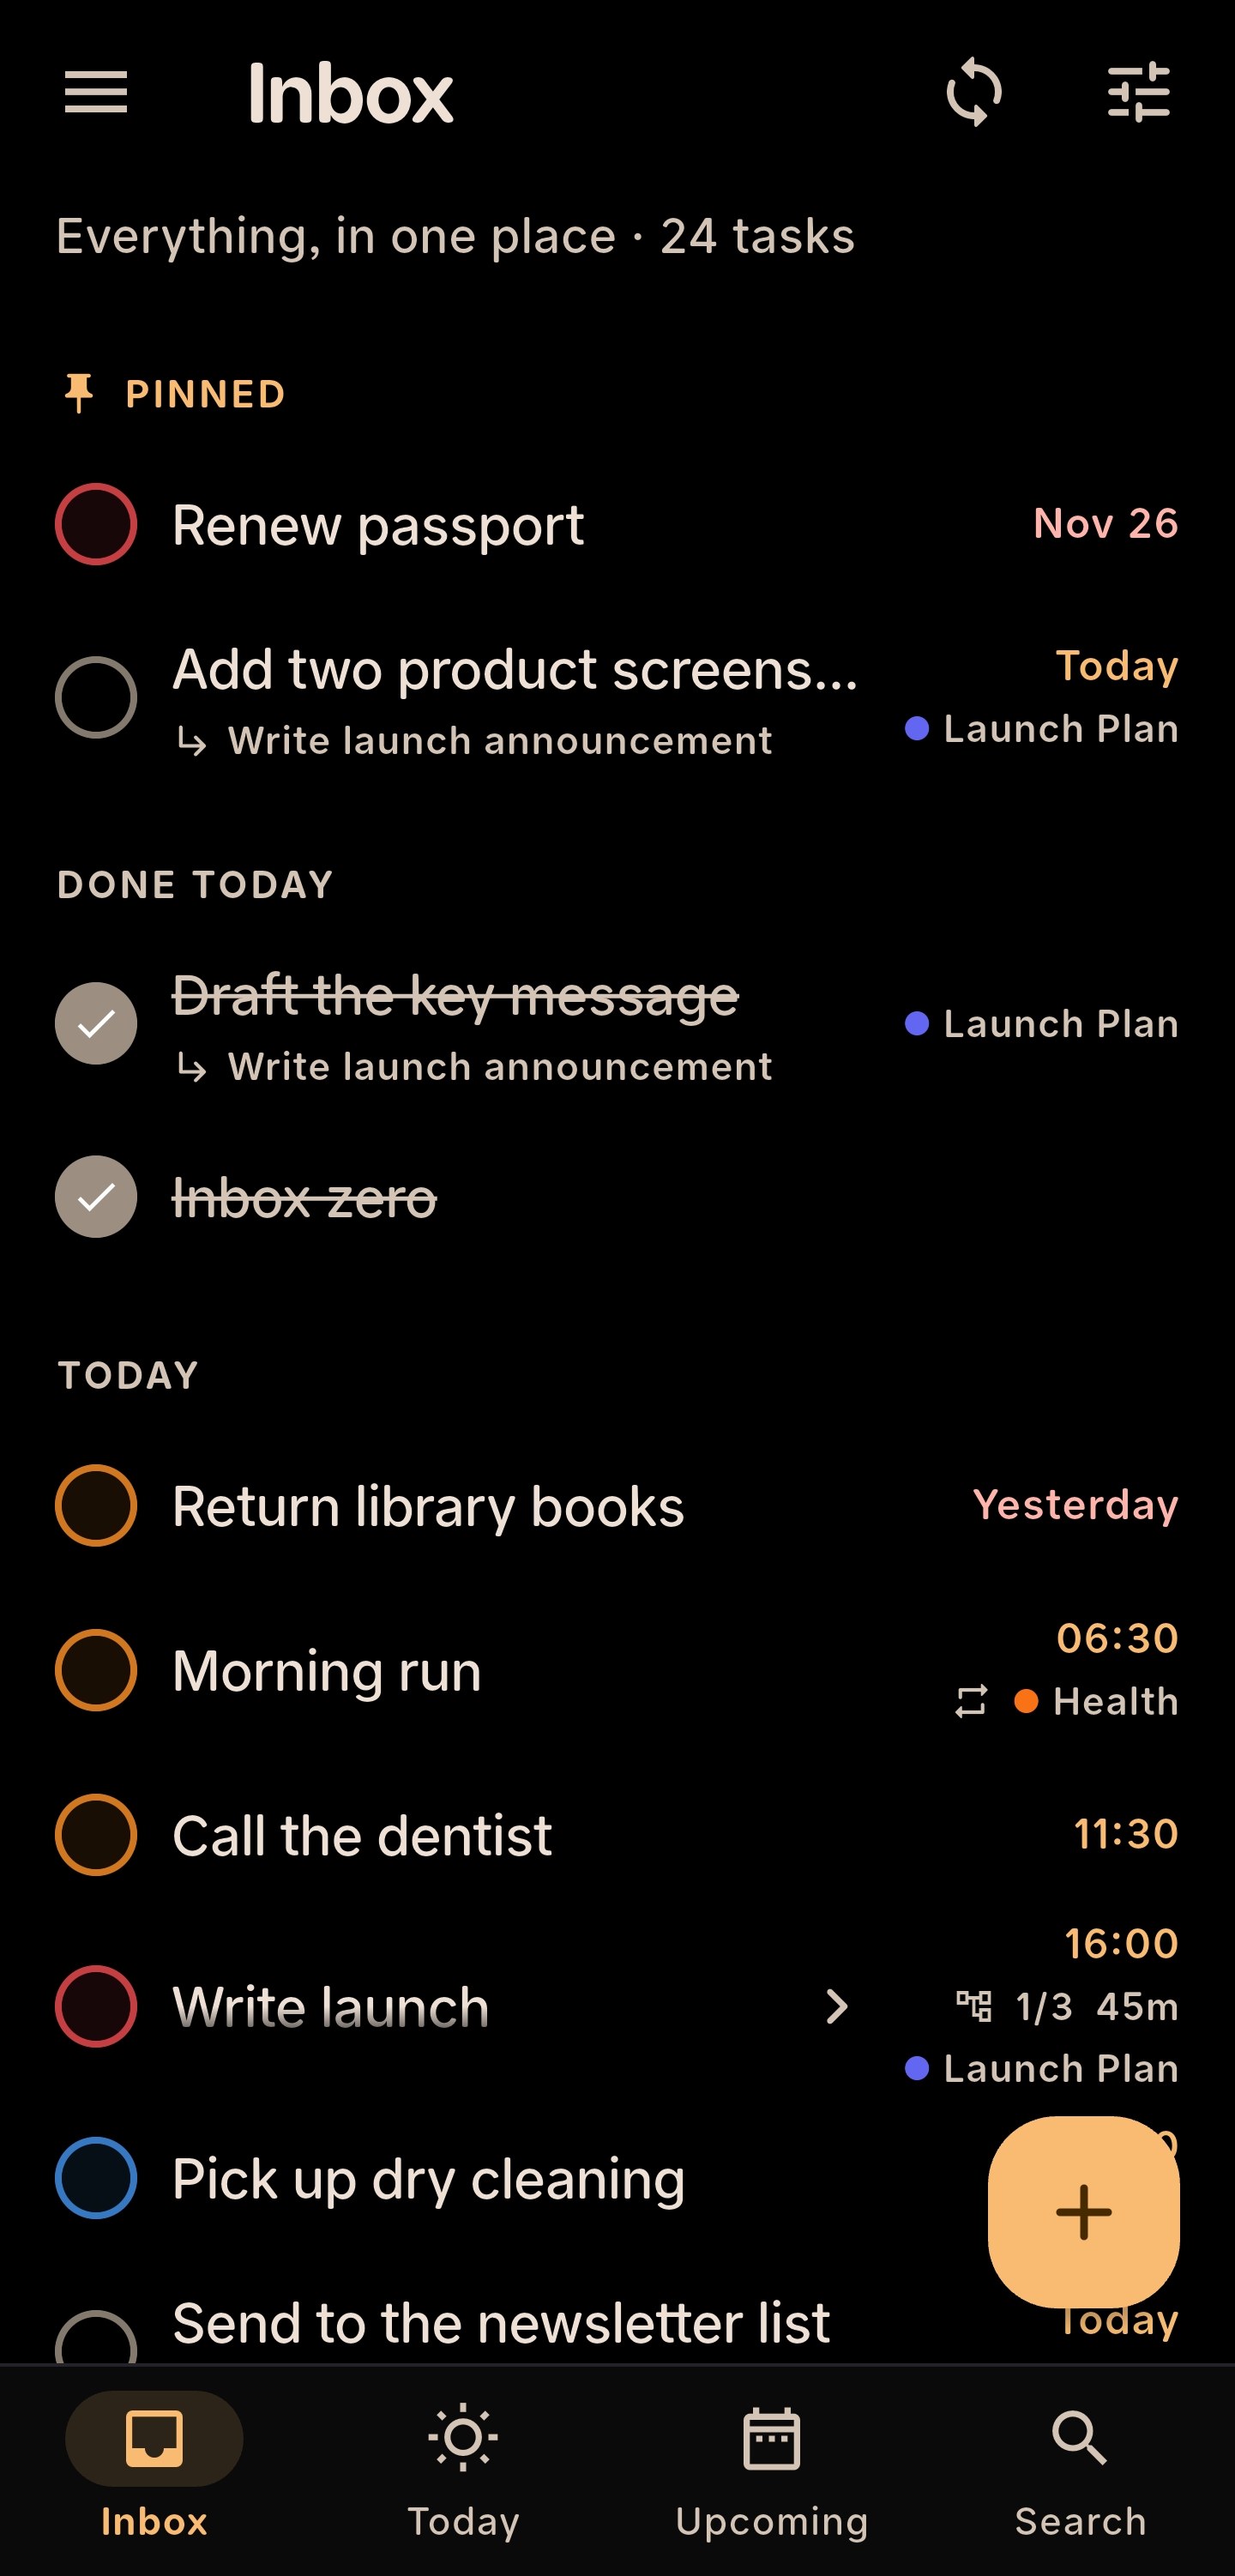 Inbox
Everything, in one place · 24 tasks
PINNED
Renew passport
Nov 26
Add two product screens...
Today
Write launch announcement
Launch Plan
DONE TODAY
Draft the key message
Launch Plan
Write launch announcement
Inbox zero
TODAY
Return library books
Yesterday
Morning run
06:30
Health
Call the dentist
11:30
16:00
Write launch
1/3 45m
Launch Plan
Pick up dry cleaning
Send to the newsletter list
Today
Inbox
Today
Upcoming
Search